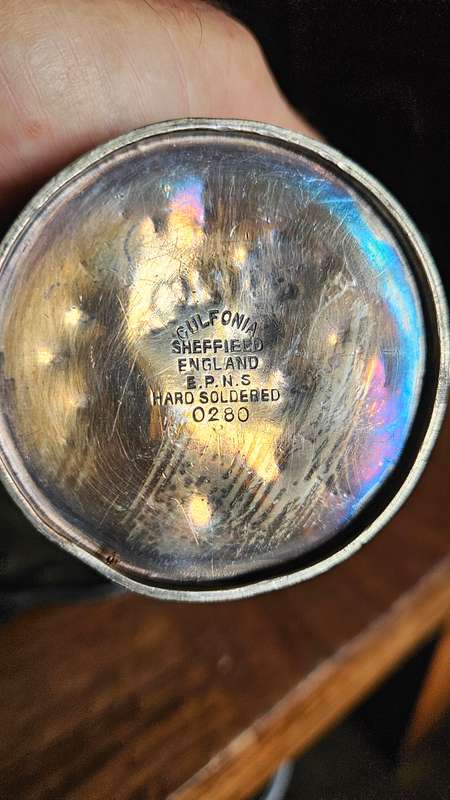 GULFONIA
SHEFFIELD
ENGLAND
E.P.N.S
HARD SOLDERED
0280